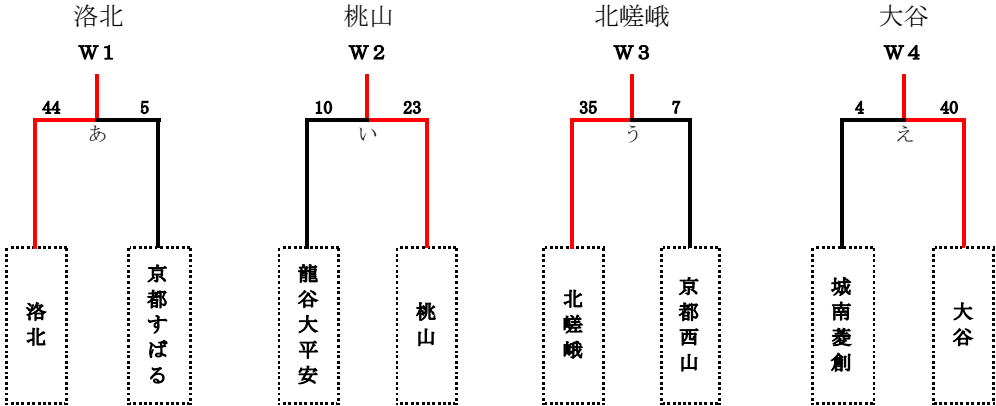 洛北
桃山
北嵯峨
大谷
W1
W2
W3
W4
44
5
10
23
35
7
4
40
あ
い
う
え
洛北
京都すばる
龍谷大平安
桃山
北嵯峨
京都西山
城南菱創
大谷